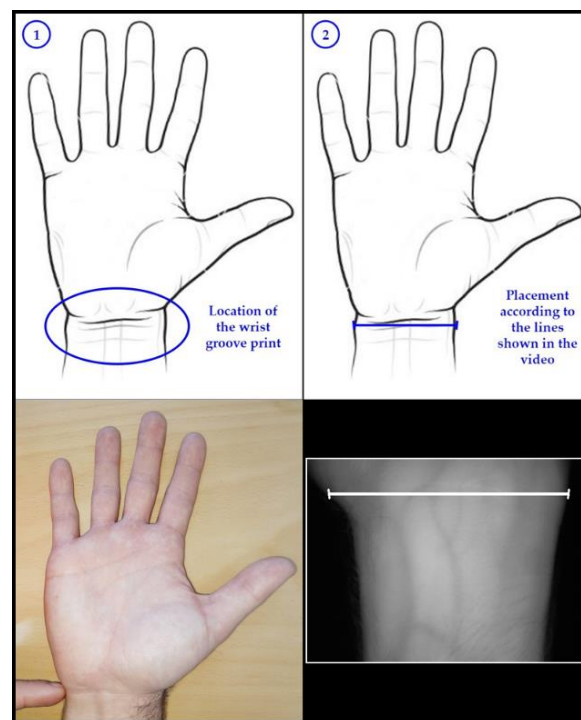 1
2
Location of
the wrist
groove print
Placement
according to
the lines
shown in the
video